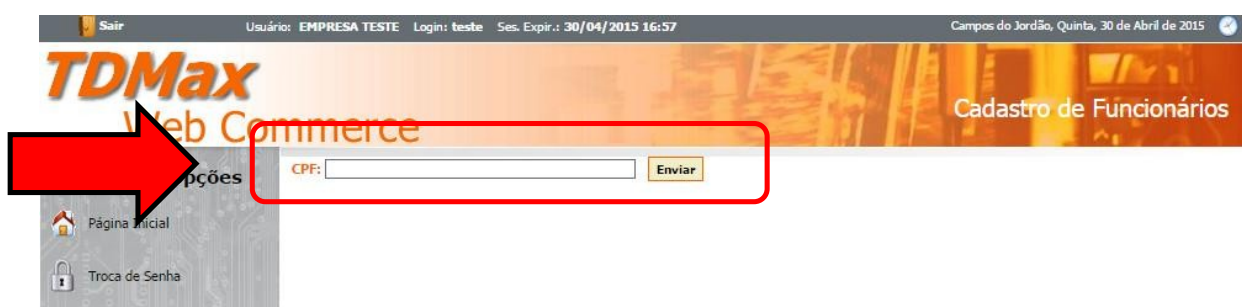 Sair Usuário: EMPRESA TESTE Login: teste Ses. Expir.: 30/04/2015 16:57 Campos do Jordão, Quinta, 30 de Abril de 2015
TDMax
Web Commerce
Cadastro de Funcionários
CPF: Enviar
pções
Página Inicial
Troca de Senha